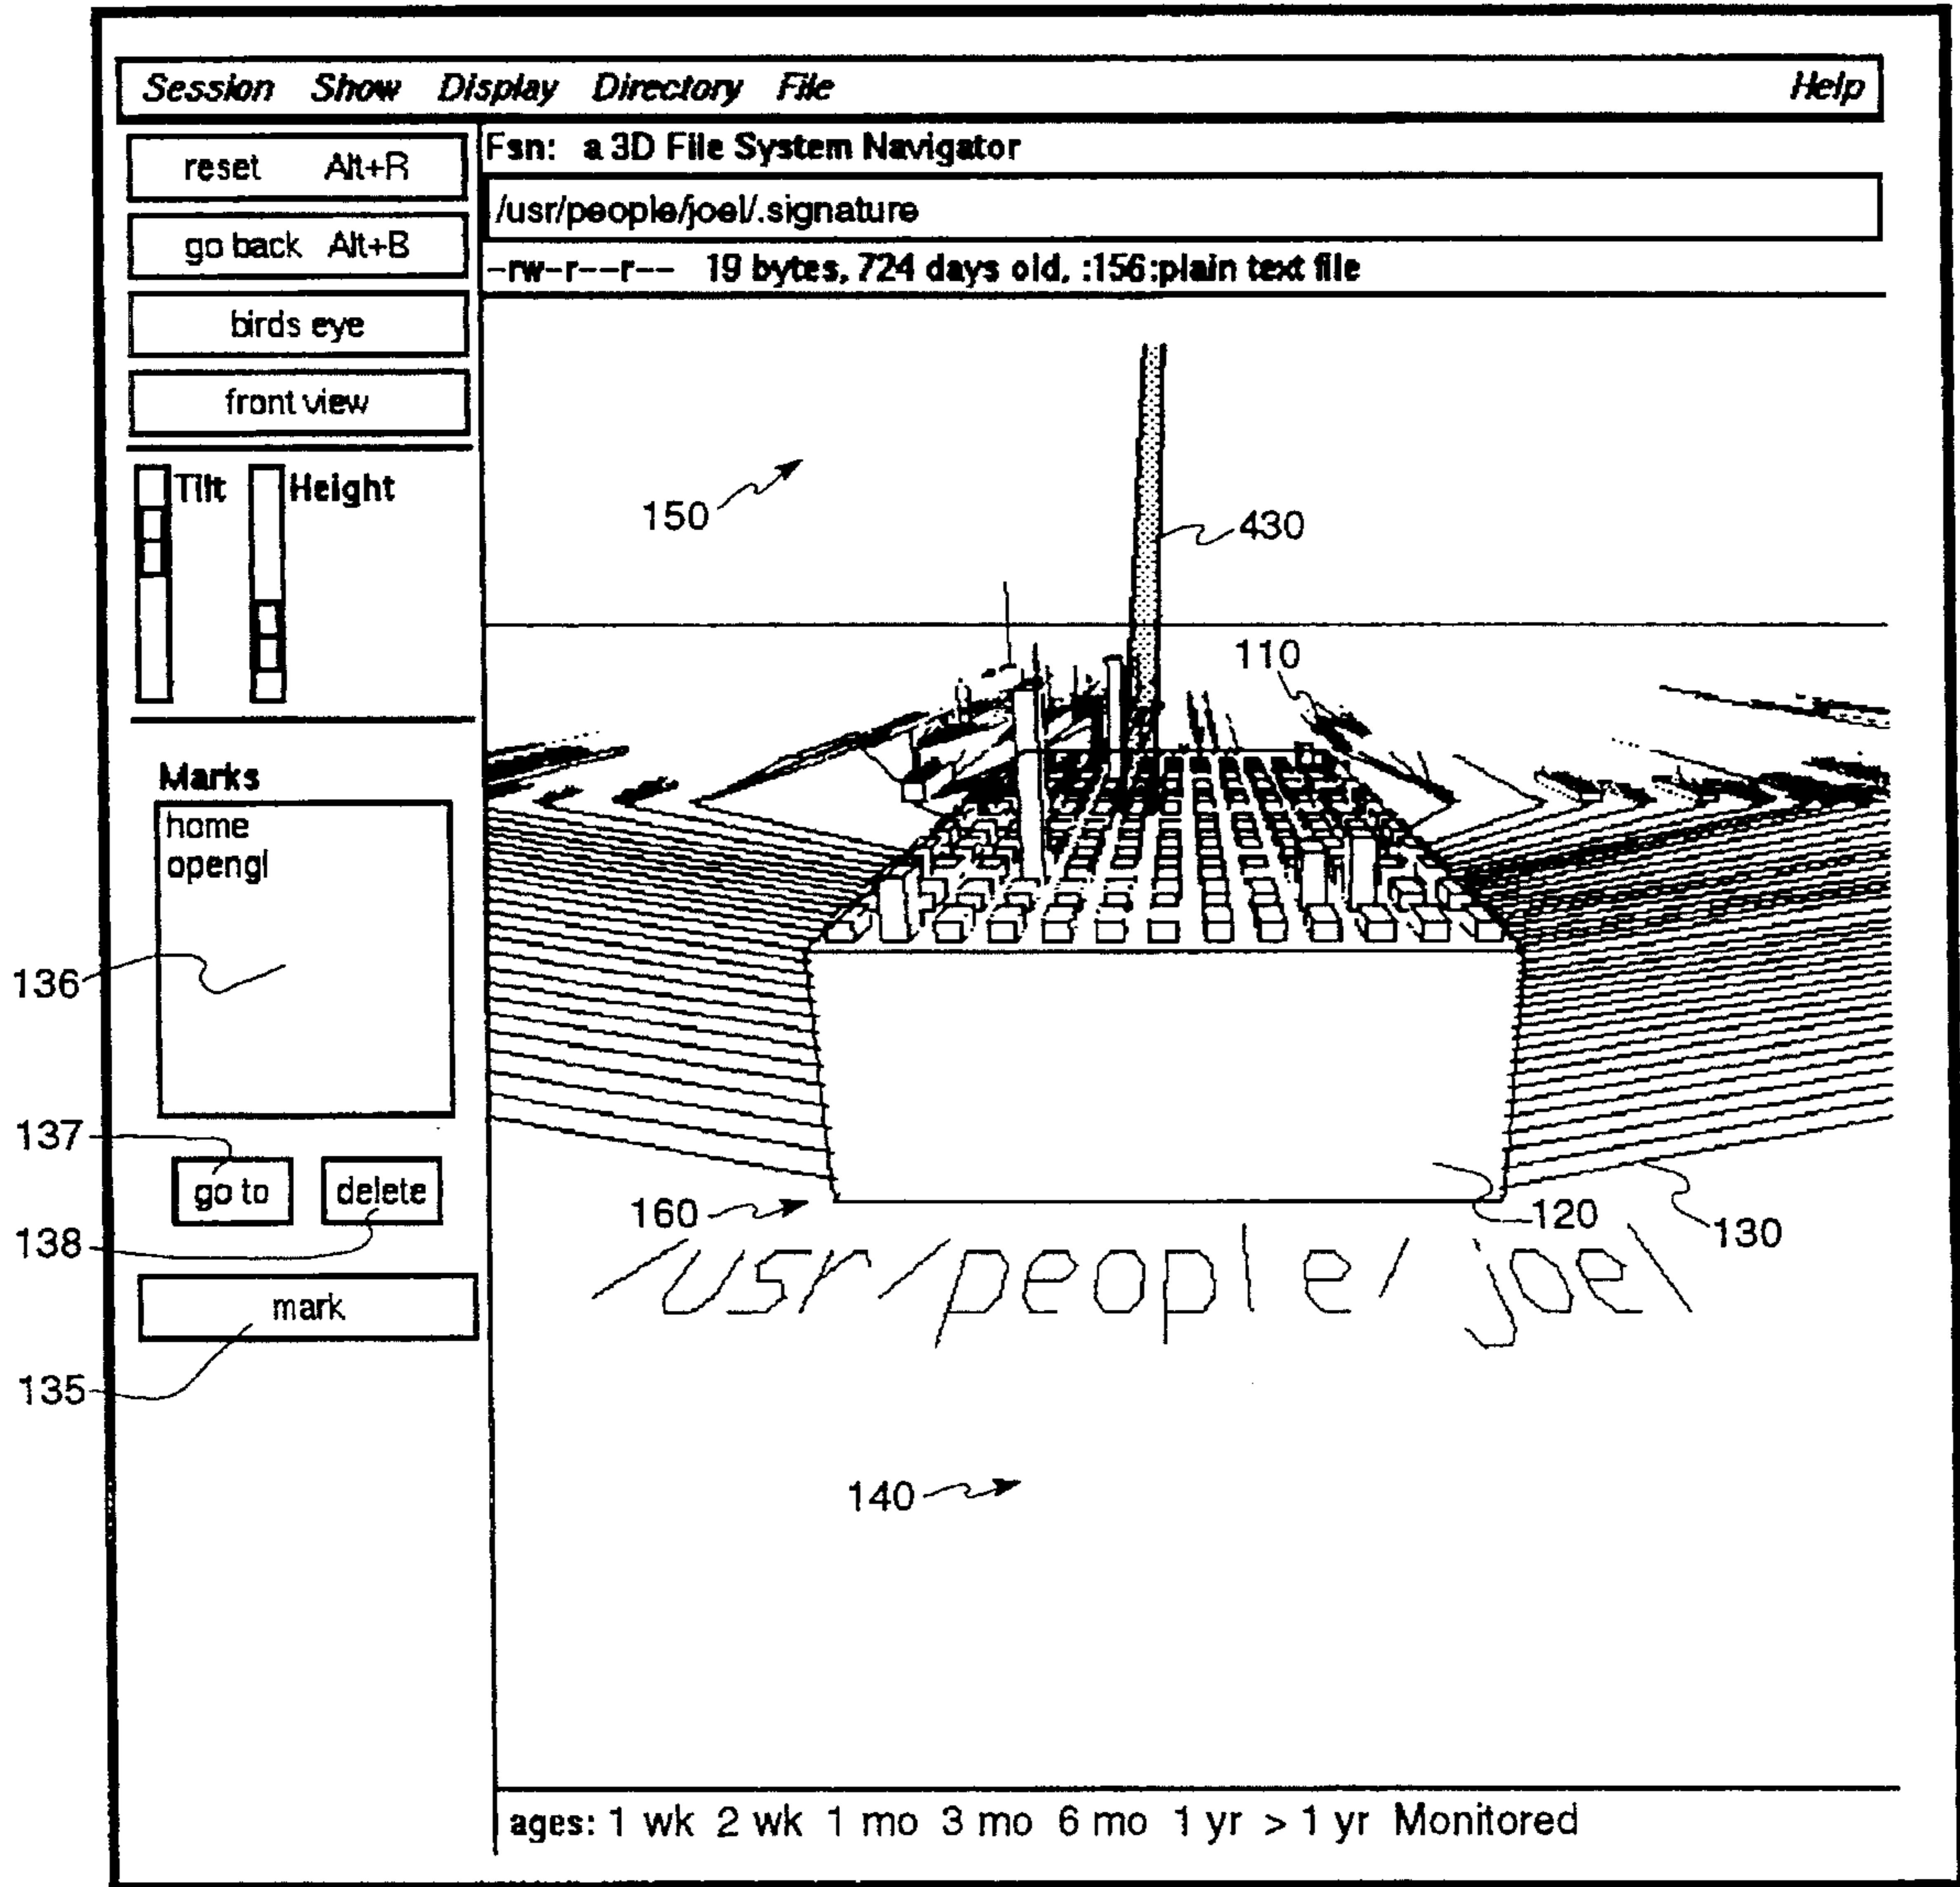 Session Show Display Directory File Help
reset Alt+R
go back Alt+B
birds eye
front view
Fsn: a 3D File System Navigator
/usr/people/joel/.signature
-rw-r--r-- 19 bytes, 724 days old, :156:plain text file
Tilt Height
150
430
110
Marks
home
opengl
136
137
go to delete
138
mark
135
160
120
130
/usr/people/joel
140
ages: 1 wk 2 wk 1 mo 3 mo 6 mo 1 yr > 1 yr Monitored